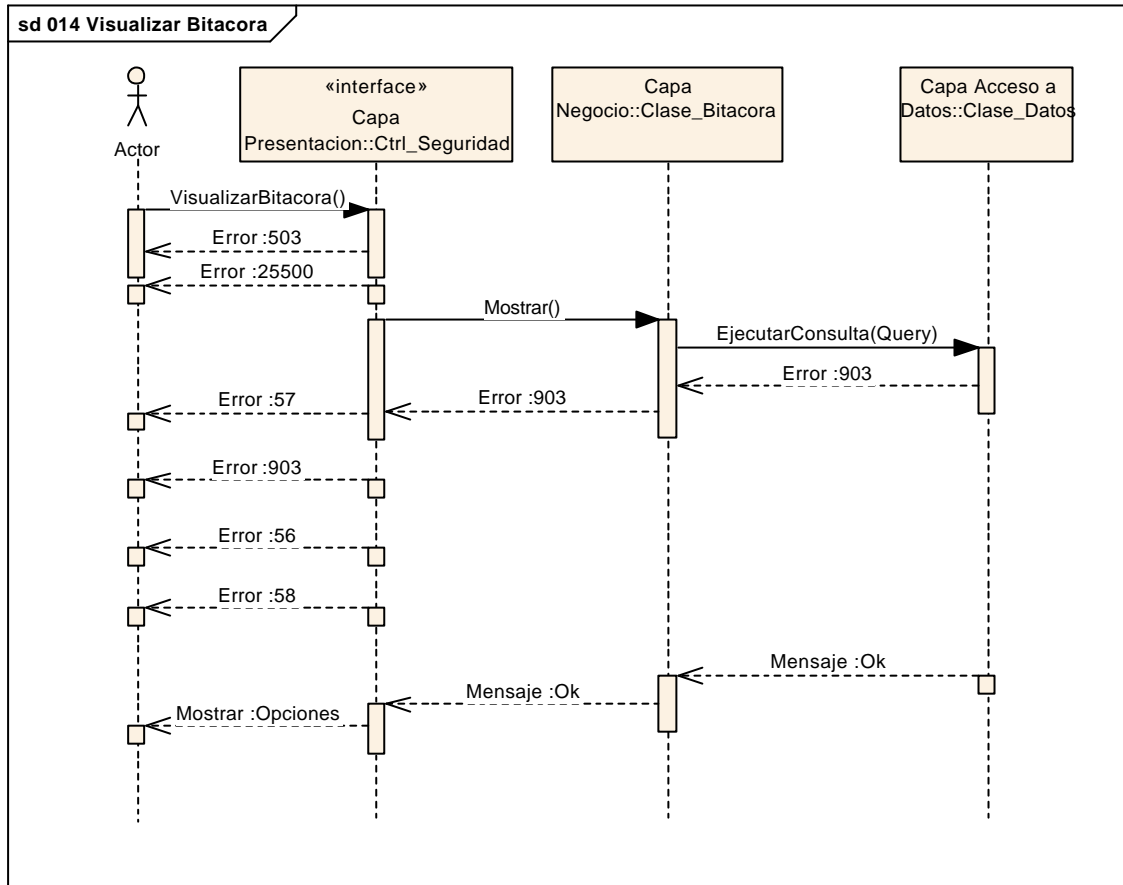 sd 014 Visualizar Bitacora
Actor
«interface»
Capa
Presentacion::Ctrl_Seguridad
Capa
Negocio::Clase_Bitacora
Capa Acceso a
Datos::Clase_Datos
VisualizarBitacora()
Error :503
Error :25500
Mostrar()
EjecutarConsulta(Query)
Error :903
Error :903
Error :57
Error :903
Error :56
Error :58
Mensaje :Ok
Mensaje :Ok
Mostrar :Opciones